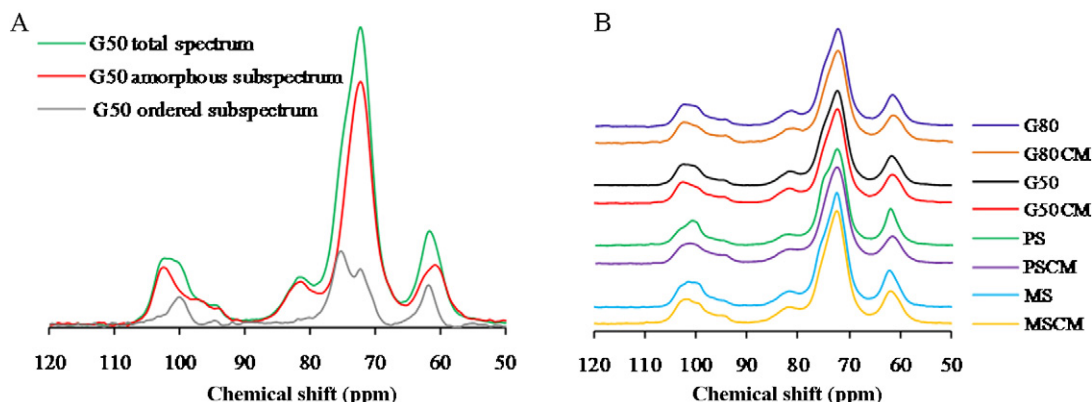 A
G50 total spectrum
G50 amorphous subspectrum
G50 ordered subspectrum
120 110 100 90 80 70 60 50
Chemical shift (ppm)
B
G80
G80CM
G50
G50CM
PS
PSCM
MS
MSCM
120 110 100 90 80 70 60 50
Chemical shift (ppm)